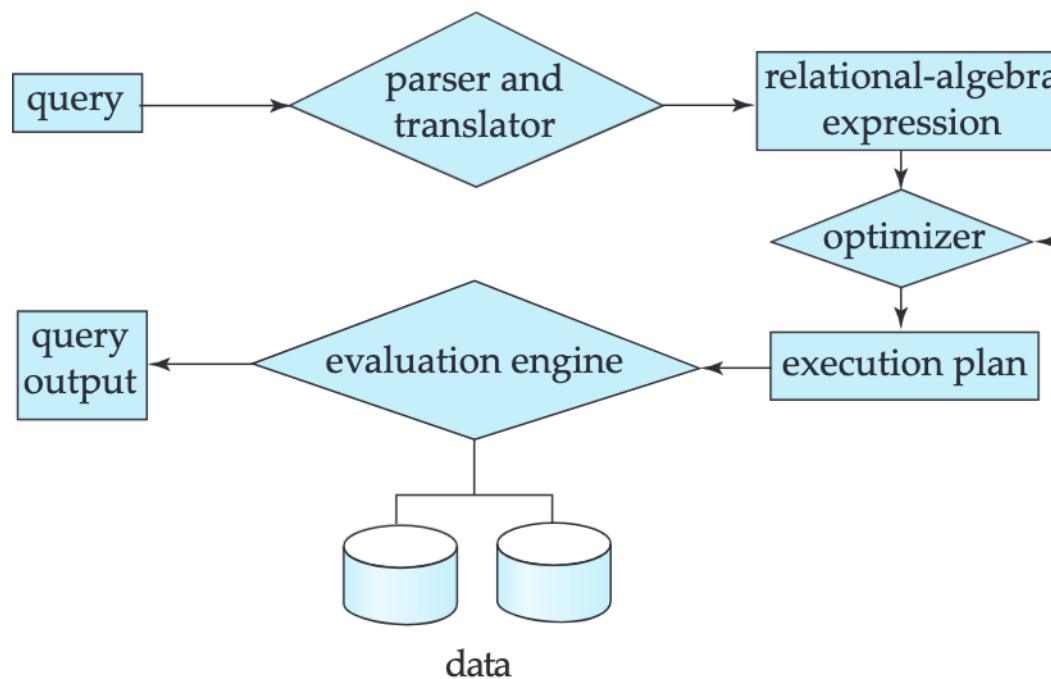 query
parser and
translator
relational-algebra
expression
optimizer
query
output
evaluation engine
execution plan
data